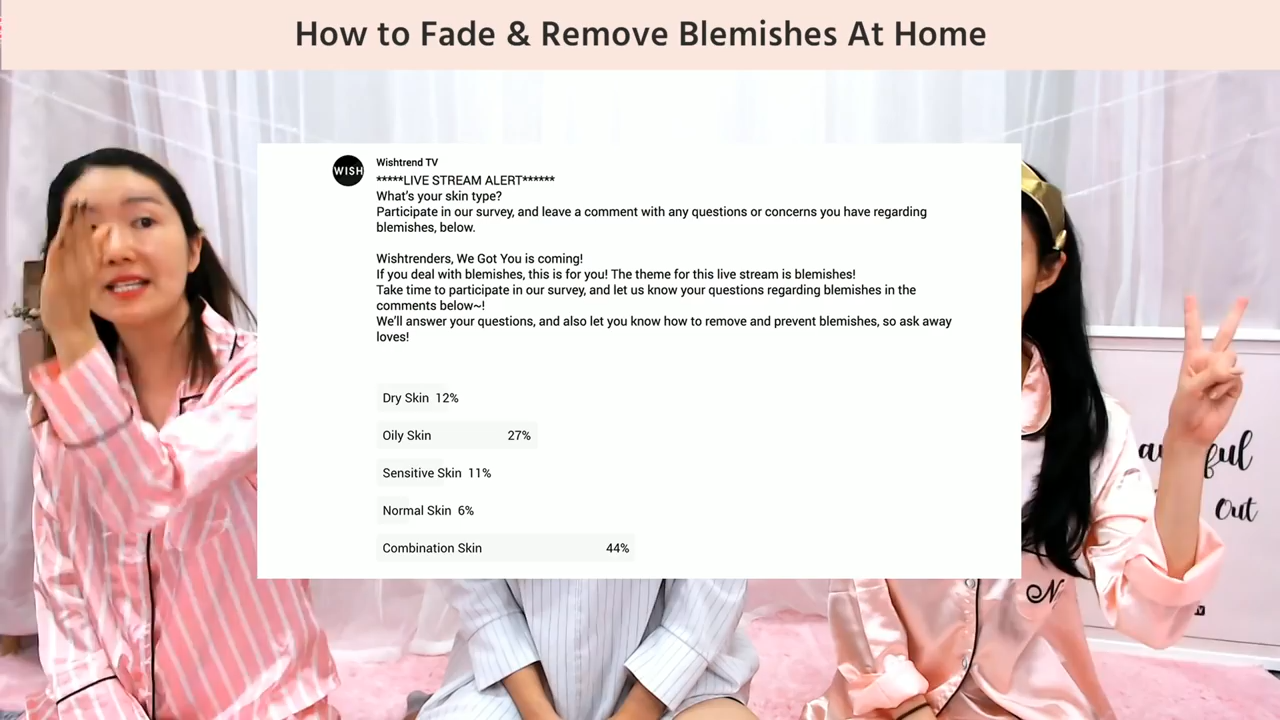 How to Fade & Remove Blemishes At Home
WISH
Wishtrend TV
*****LIVE STREAM ALERT******
What's your skin type?
Participate in our survey, and leave a comment with any questions or concerns you have regarding
blemishes, below.
Wishtrenders, We Got You is coming!
If you deal with blemishes, this is for you! The theme for this live stream is blemishes!
Take time to participate in our survey, and let us know your questions regarding blemishes in the
comments below~!
We'll answer your questions, and also let you know how to remove and prevent blemishes, so ask away
loves!
Dry Skin 12%
Oily Skin 27%
Sensitive Skin 11%
Normal Skin 6%
Combination Skin 44%
Out
N